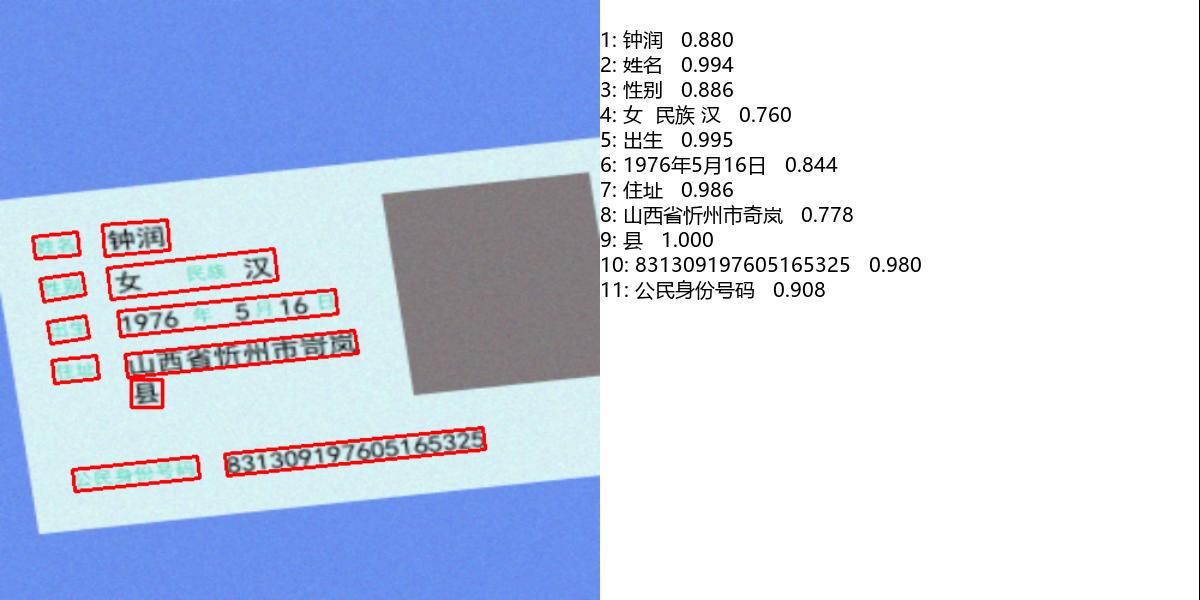 姓名 钟润
性别 女 民族 汉
出生 1976 年 5 月 16 日
住址 山西省忻州市岢岚
县
公民身份号码 831309197605165325
1: 钟润 0.880
2: 姓名 0.994
3: 性别 0.886
4: 女 民族 汉 0.760
5: 出生 0.995
6: 1976年5月16日 0.844
7: 住址 0.986
8: 山西省忻州市奇岚 0.778
9: 县 1.000
10: 831309197605165325 0.980
11: 公民身份号码 0.908